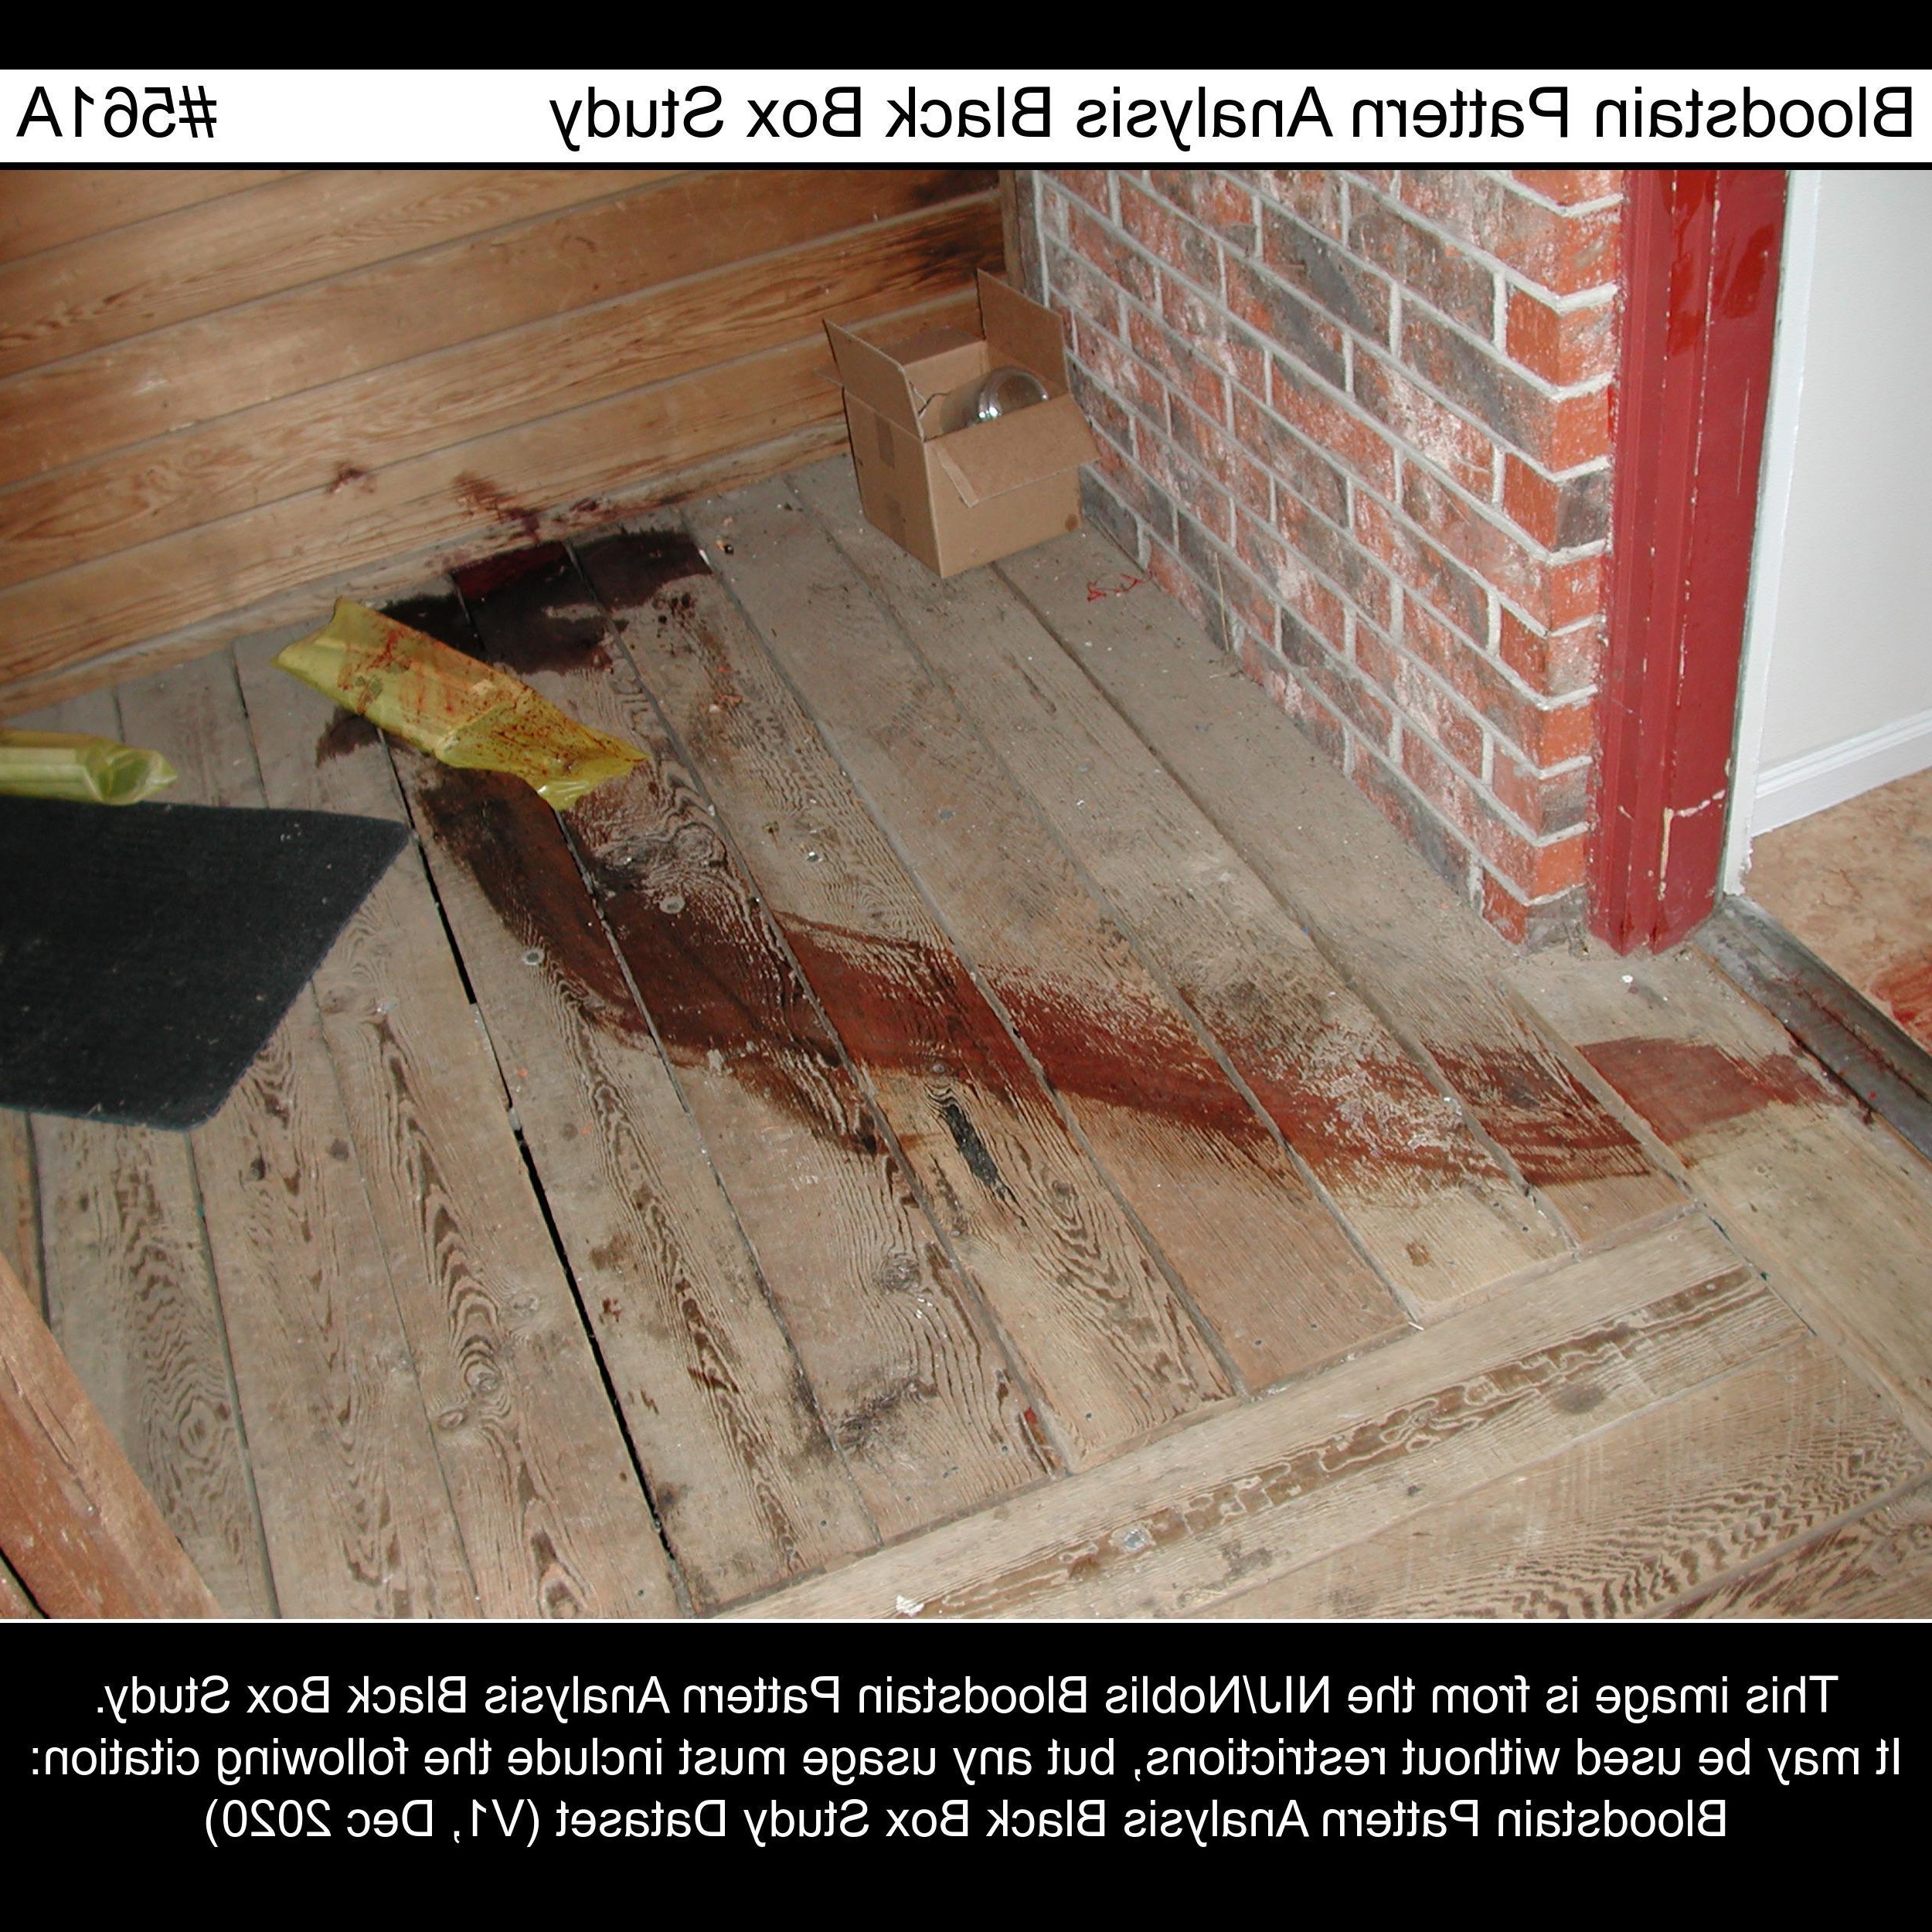 Bloodstain Pattern Analysis Black Box Study #561A
This image is from the NIJ/Noblis Bloodstain Pattern Analysis Black Box Study.
It may be used without restrictions, but any usage must include the following citation:
Bloodstain Pattern Analysis Black Box Study Dataset (V1, Dec 2020)